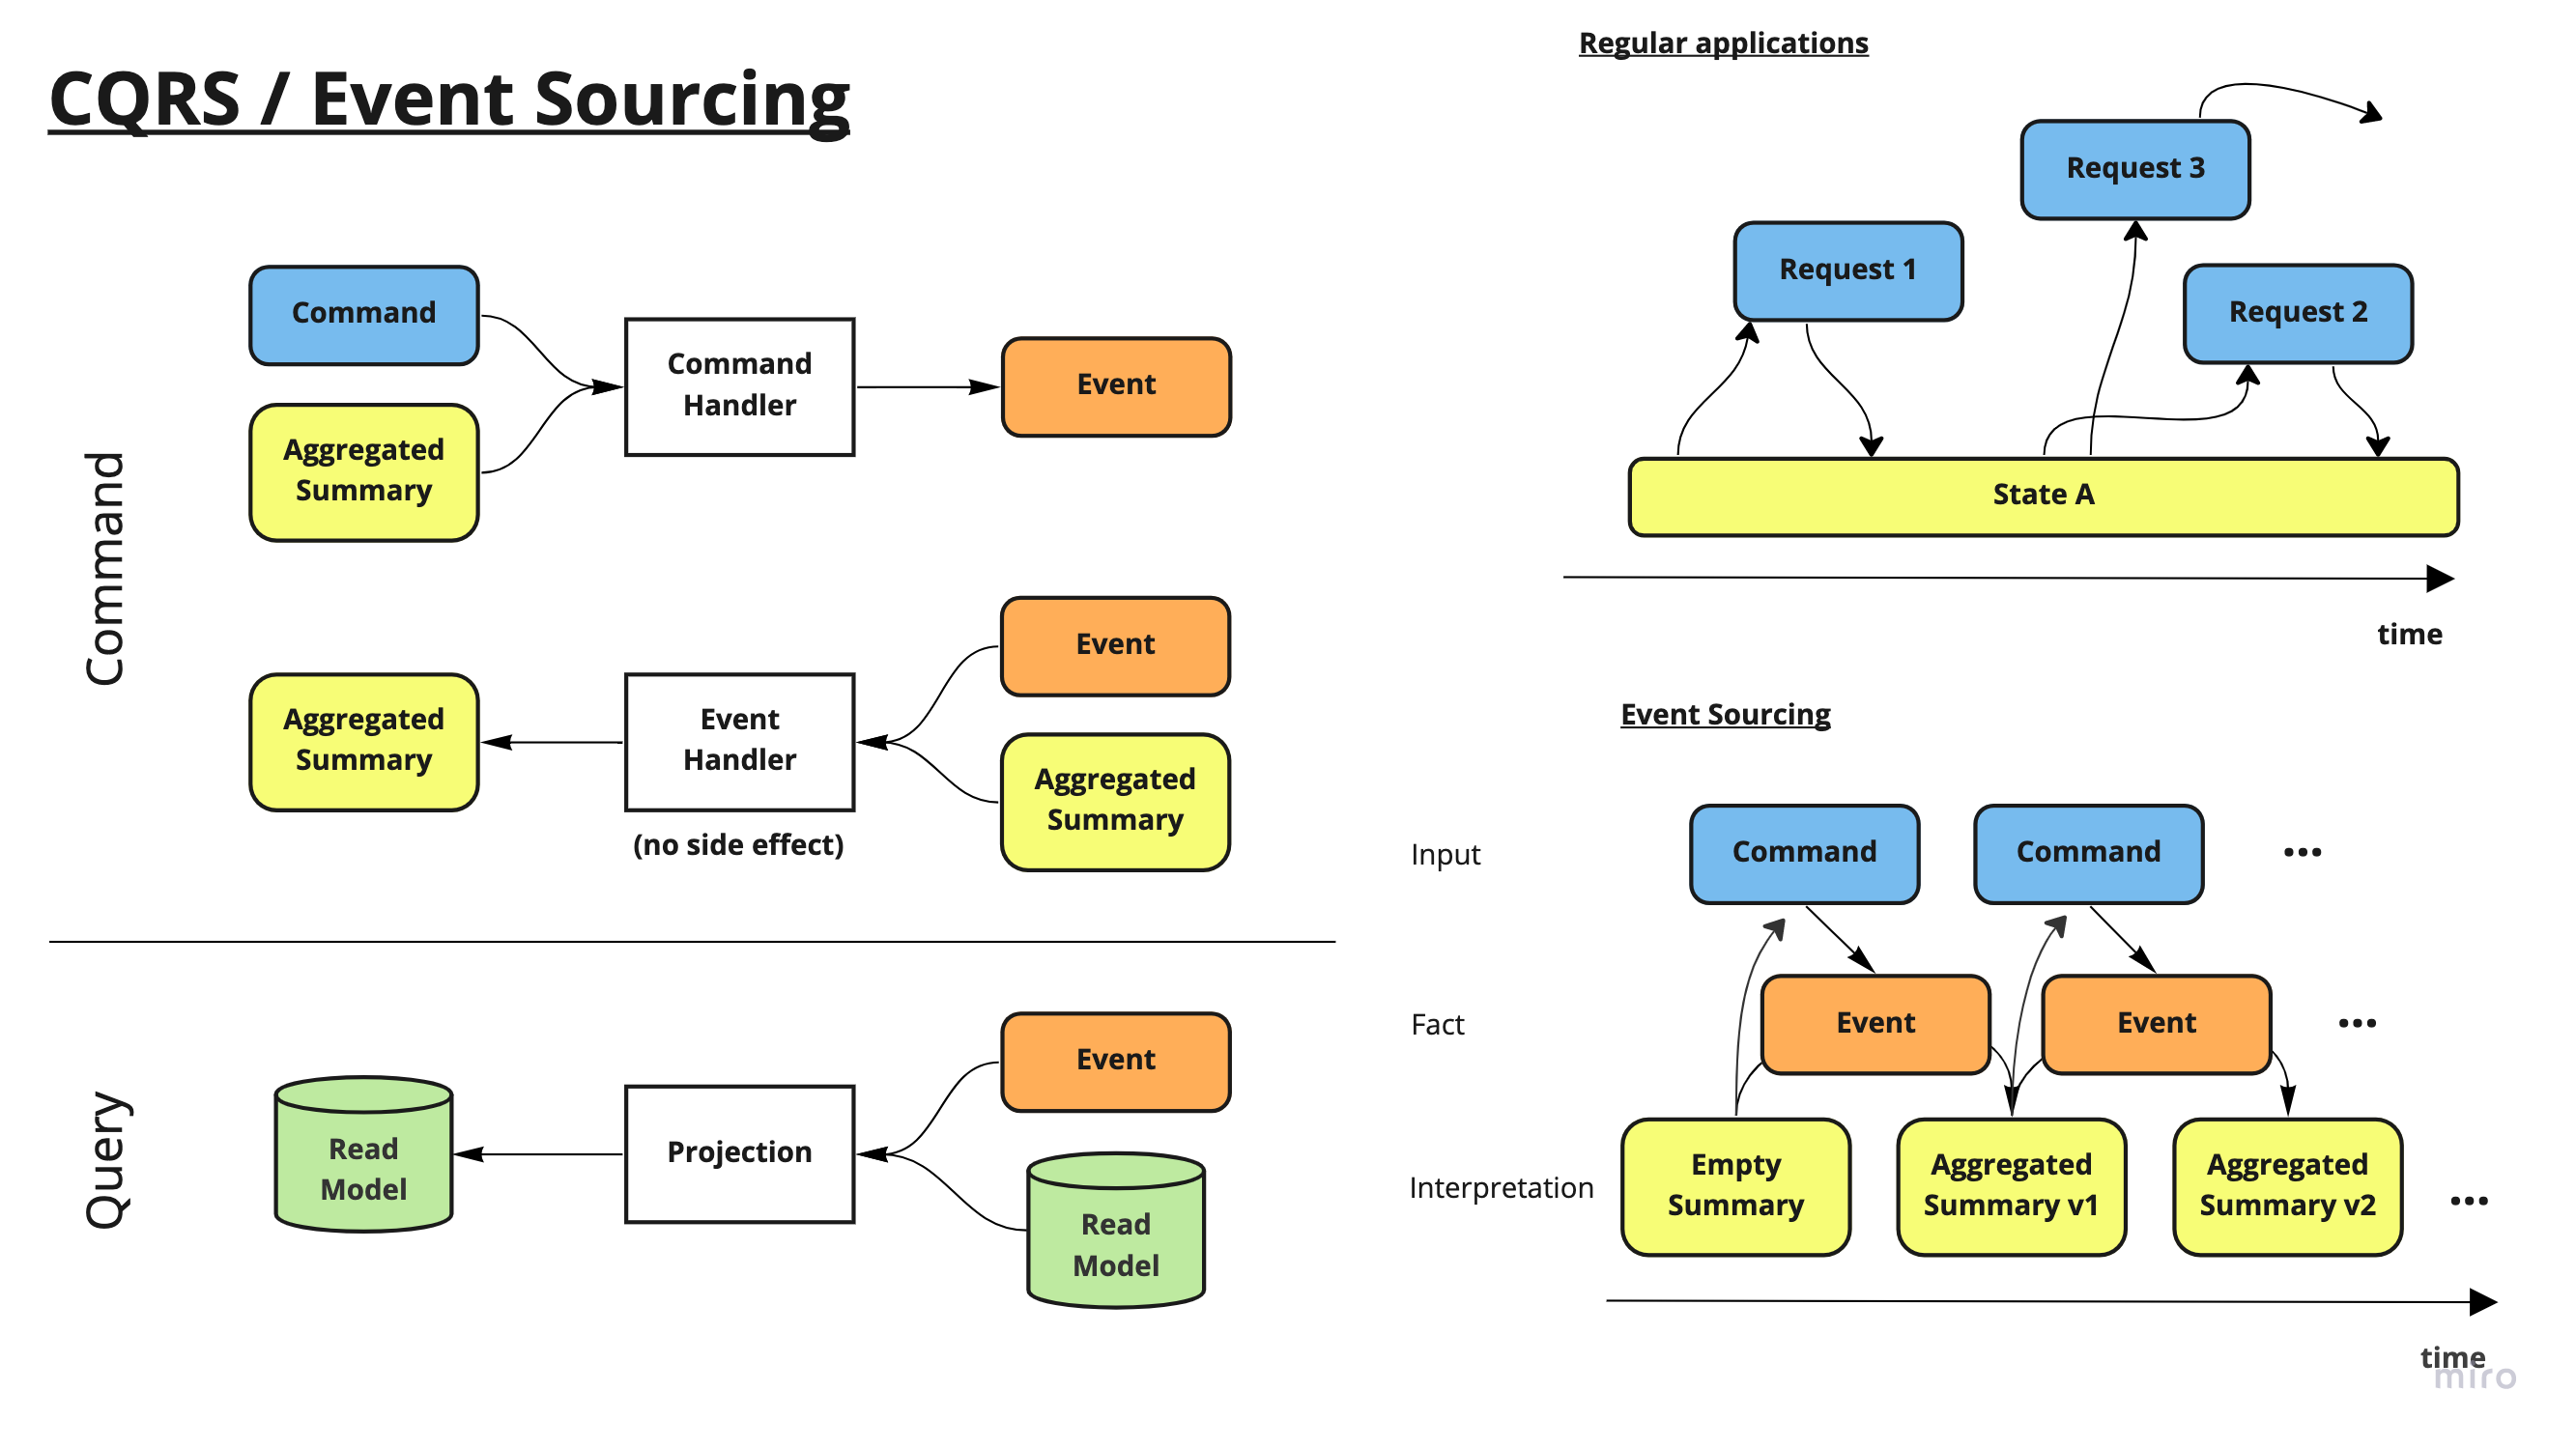 CQRS / Event Sourcing
Command
Command
Aggregated
Summary
Command
Handler
Event
Aggregated
Summary
Event
Handler
(no side effect)
Event
Aggregated
Summary
Query
Read
Model
Projection
Event
Read
Model
Regular applications
Request 1
Request 3
Request 2
State A
time
Event Sourcing
Input
Command
Command
...
Fact
Event
Event
...
Interpretation
Empty
Summary
Aggregated
Summary v1
Aggregated
Summary v2
...
time
miro